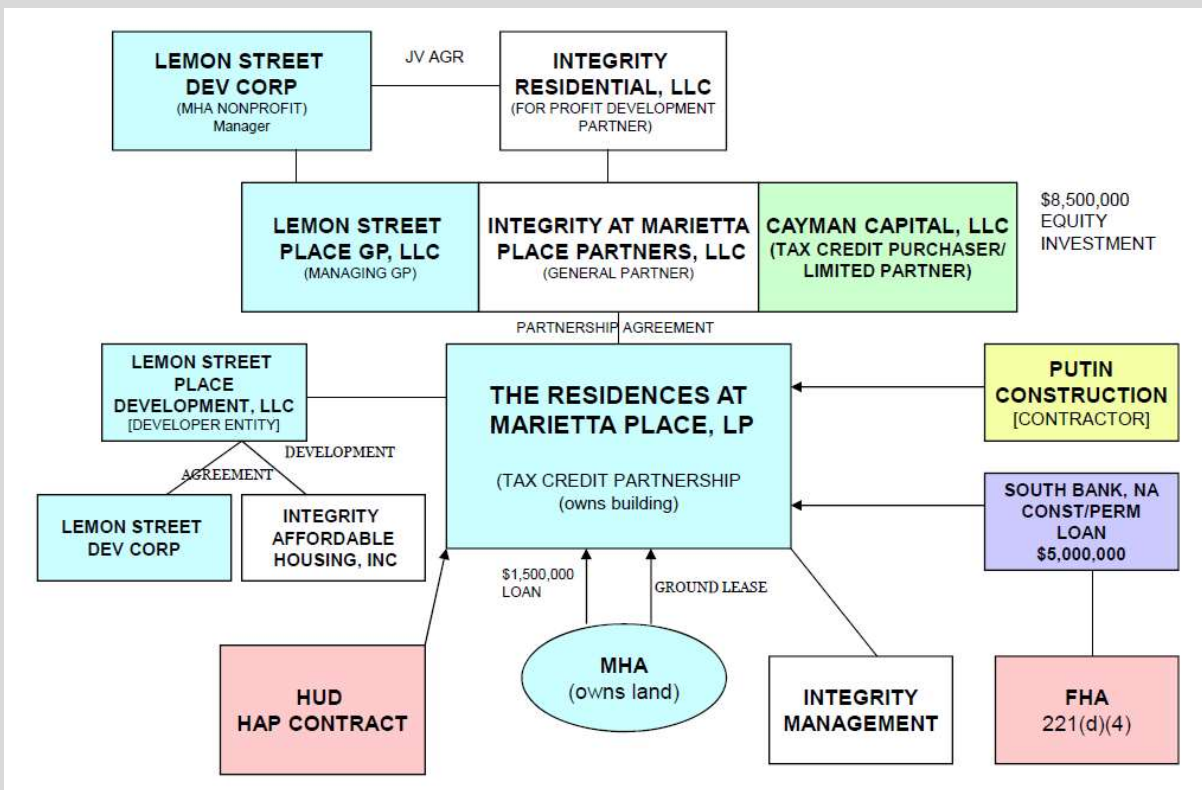 LEMON STREET
DEV CORP
(MHA NONPROFIT)
Manager
JV AGR
INTEGRITY
RESIDENTIAL, LLC
(FOR PROFIT DEVELOPMENT
PARTNER)
LEMON STREET
PLACE GP, LLC
(MANAGING GP)
INTEGRITY AT MARIETTA
PLACE PARTNERS, LLC
(GENERAL PARTNER)
CAYMAN CAPITAL, LLC
(TAX CREDIT PURCHASER/
LIMITED PARTNER)
$8,500,000
EQUITY
INVESTMENT
PARTNERSHIP AGREEMENT
LEMON STREET
PLACE
DEVELOPMENT, LLC
[DEVELOPER ENTITY]
THE RESIDENCES AT
MARIETTA PLACE, LP
(TAX CREDIT PARTNERSHIP
(owns building)
PUTIN
CONSTRUCTION
[CONTRACTOR]
DEVELOPMENT
AGREEMENT
LEMON STREET
DEV CORP
INTEGRITY
AFFORDABLE
HOUSING, INC
SOUTH BANK, NA
CONST/PERM
LOAN
$5,000,000
$1,500,000
LOAN
GROUND LEASE
HUD
HAP CONTRACT
MHA
(owns land)
INTEGRITY
MANAGEMENT
FHA
221(d)(4)